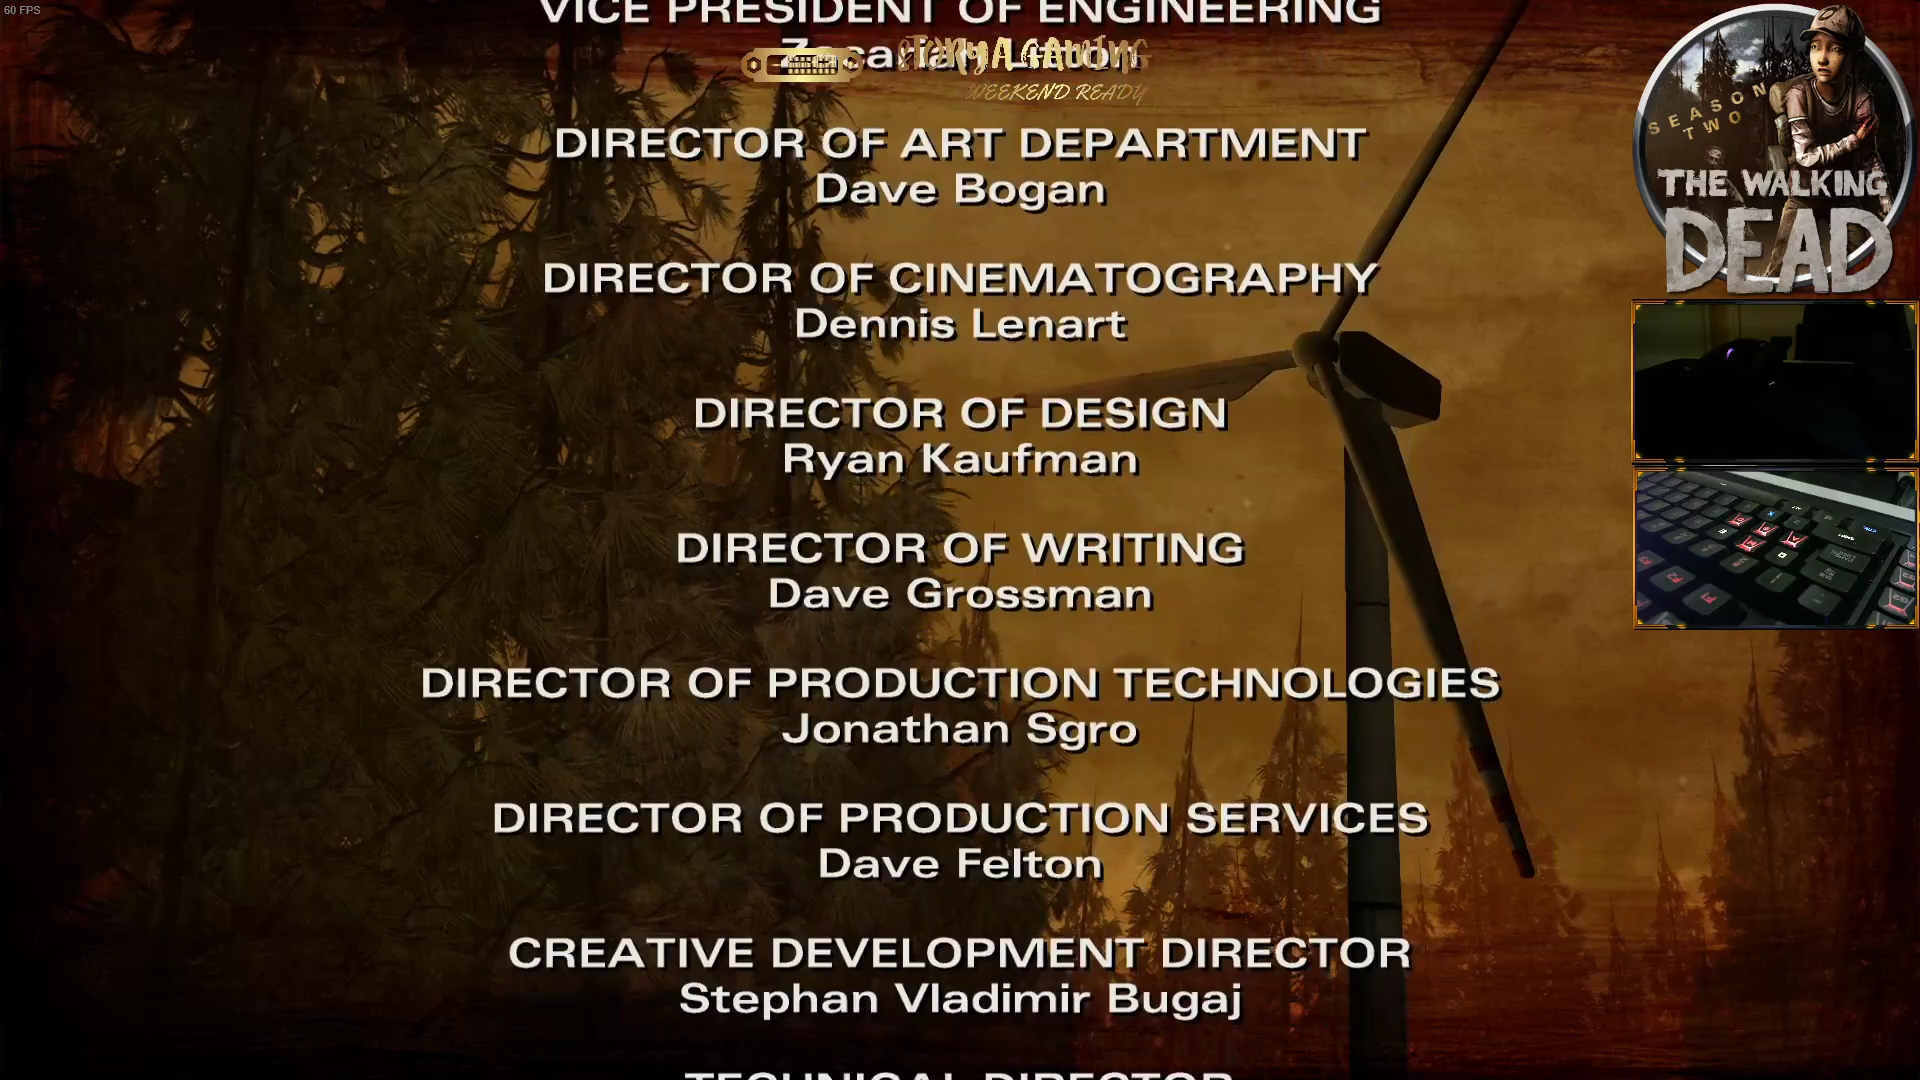 60 FPS
VICE PRESIDENT OF ENGINEERING
WEEKEND READY
DIRECTOR OF ART DEPARTMENT
Dave Bogan
DIRECTOR OF CINEMATOGRAPHY
Dennis Lenart
DIRECTOR OF DESIGN
Ryan Kaufman
DIRECTOR OF WRITING
Dave Grossman
DIRECTOR OF PRODUCTION TECHNOLOGIES
Jonathan Sgro
DIRECTOR OF PRODUCTION SERVICES
Dave Felton
CREATIVE DEVELOPMENT DIRECTOR
Stephan Vladimir Bugaj
TECHNICAL DIRECTOR
SEASON
TWO
THE WALKING
DEAD